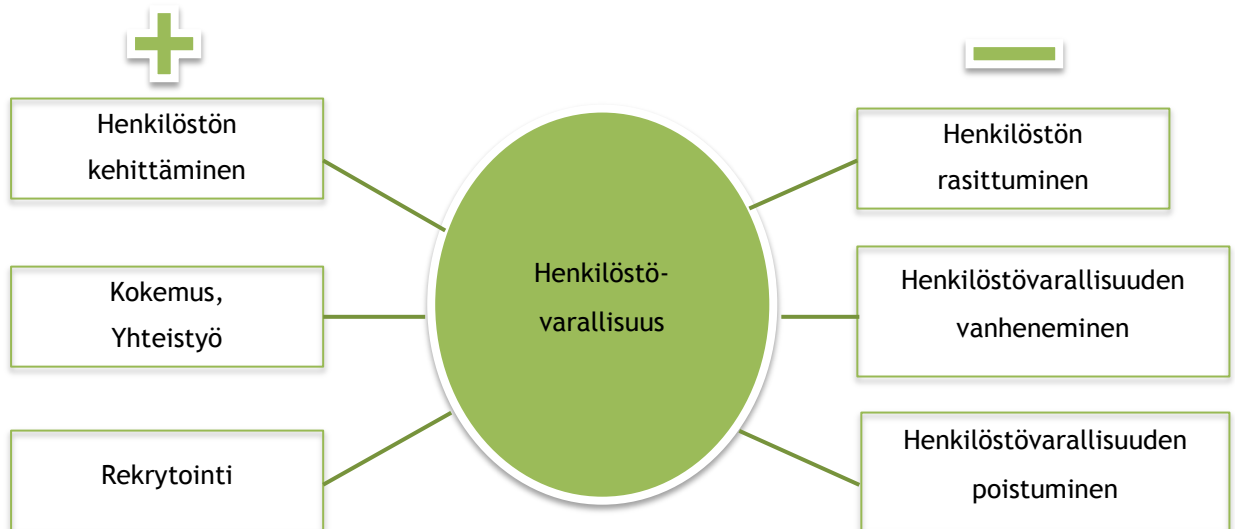 Henkilöstön
kehittäminen
Kokemus,
Yhteistyö
Rekrytointi
Henkilöstö-
varallisuus
Henkilöstön
rasittuminen
Henkilöstövarallisuuden
vanheneminen
Henkilöstövarallisuuden
poistuminen